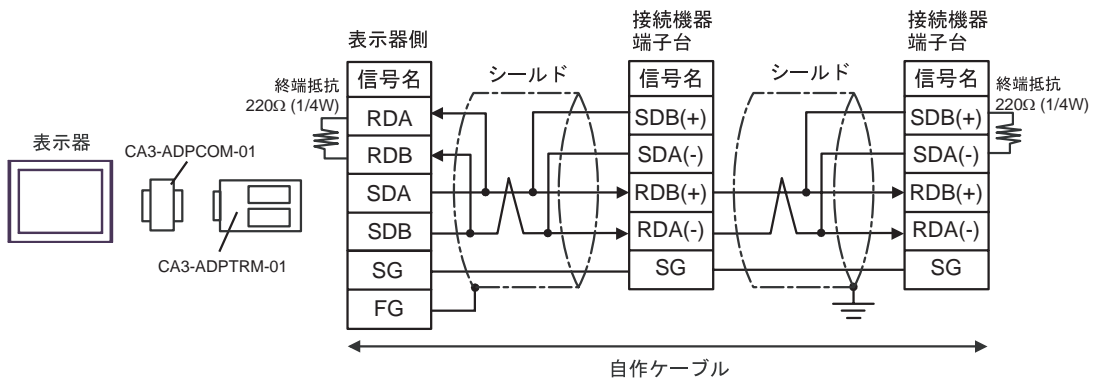 表示器
CA3-ADPCOM-01
CA3-ADPTRM-01
終端抵抗
220Ω (1/4W)
表示器側
信号名
RDA
RDB
SDA
SDB
SG
FG
シールド
接続機器
端子台
信号名
SDB(+)
SDA(-)
RDB(+)
RDA(-)
SG
シールド
接続機器
端子台
信号名
SDB(+)
SDA(-)
RDB(+)
RDA(-)
SG
終端抵抗
220Ω (1/4W)
自作ケーブル